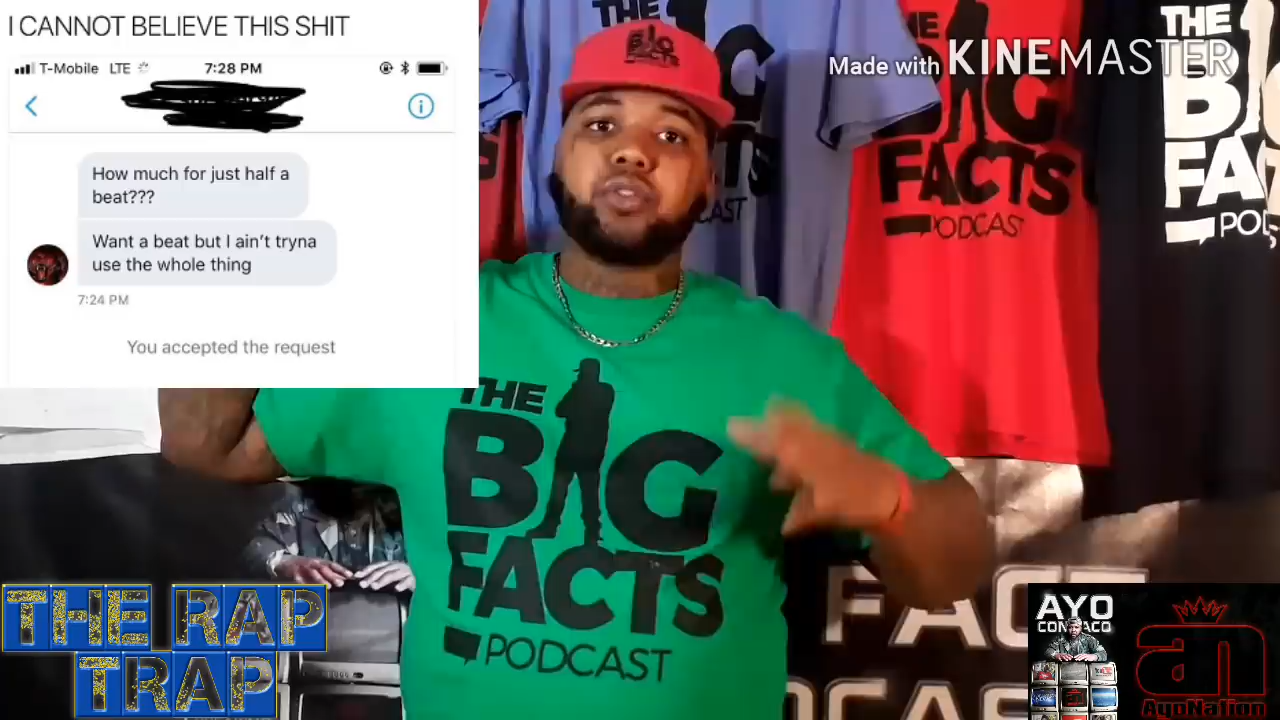 I CANNOT BELIEVE THIS SHIT
T-Mobile LTE 7:28 PM
How much for just half a
beat???
Want a beat but I ain't tryna
use the whole thing
7:24 PM
You accepted the request
Made with KINEMASTER
THE
BIG
FACTS
THE
BIG
FACTS
PODCAST
THE
FACTS
PODCAST
THE
THE RAP
TRAP
AYO
an
AyoNation